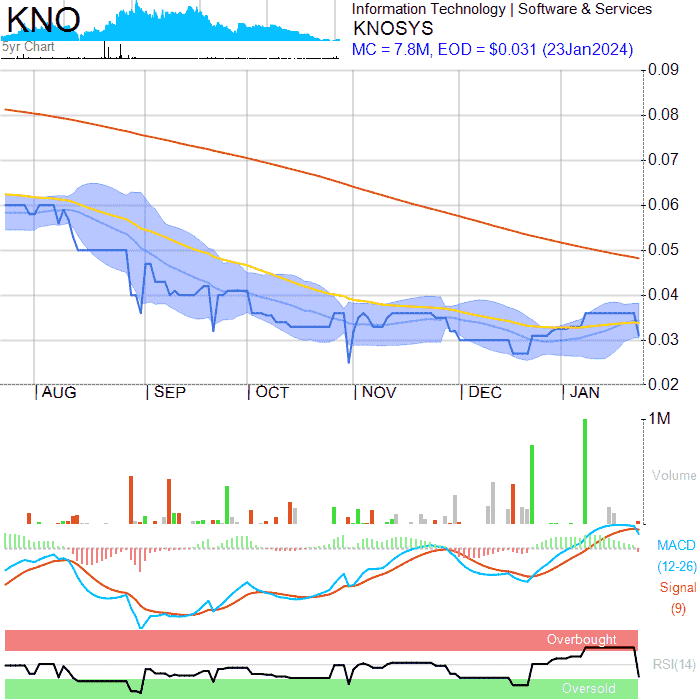 KNO
5yr Chart
Information Technology | Software & Services
KNOSYS
MC = 7.8M, EOD = $0.031 (23Jan2024)
0.09
0.08
0.07
0.06
0.05
0.04
0.03
0.02
| AUG | SEP | OCT | NOV | DEC | JAN
1M
Volume
MACD
(12-26)
Signal
(9)
Overbought
RSI(14)
Oversold